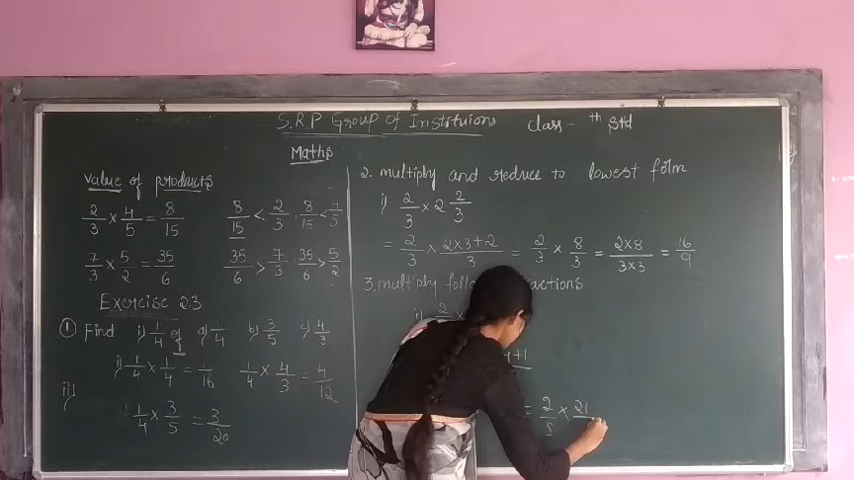 S.R.P Group of Instituions class - th std
Maths
value of products
2/3 × 4/5 = 8/15 8/15 < 2/3 . 8/15 < 4/5
7/3 × 5/2 = 35/6 35/6 > 7/3 . 35/6 > 5/2
Exercise 2.3
① Find i) 1/4 of a) 1/4 b) 3/5 c) 4/3
i) 1/4 × 1/4 = 1/16 1/4 × 4/3 = 4/12
ii)
1/4 × 3/5 = 3/20
2. multiply and reduce to lowest form
i) 2/3 × 2 2/3
= 2/3 × 2×3+2/3 = 2/3 × 8/3 = 2×8/3×3 = 16/9
3. multiply
+1
= 2/5 × 21